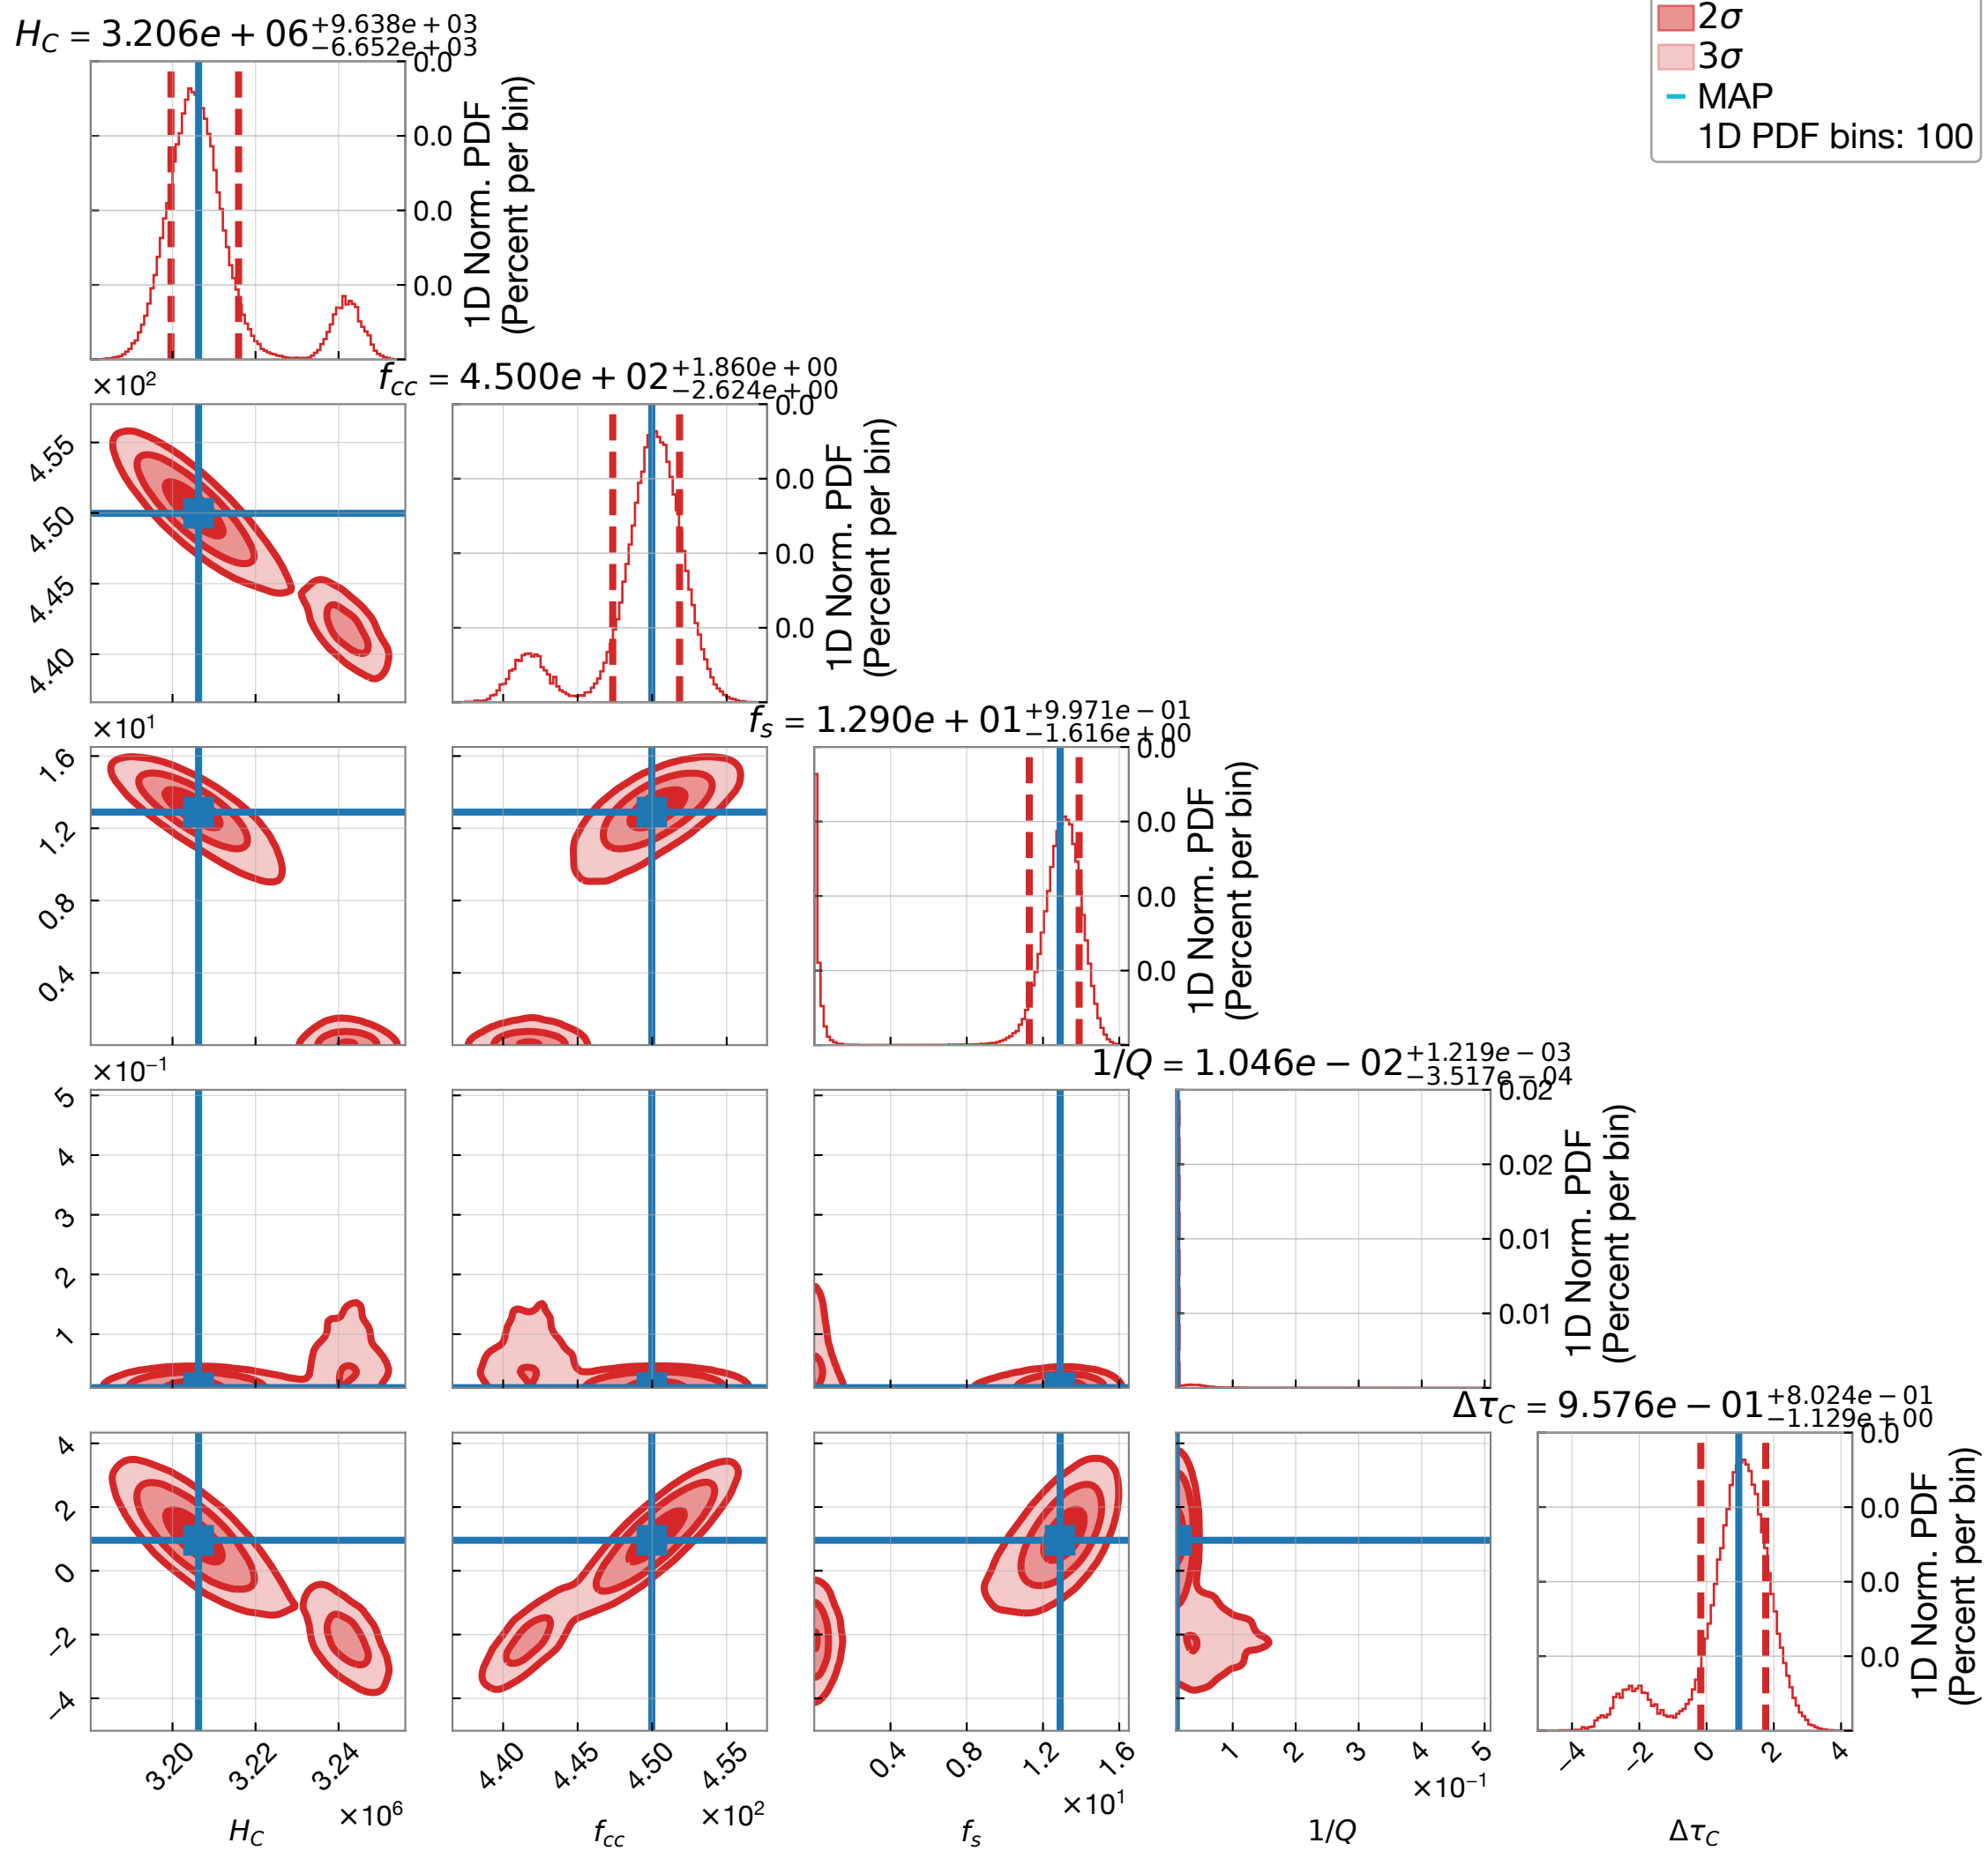 2σ
3σ
MAP
1D PDF bins: 100
H_C = 3.206e + 06 +9.638e + 03 −6.652e + 03
0.0
0.0
0.0
0.0
1D Norm. PDF
(Percent per bin)
×10²
f_cc = 4.500e + 02 +1.860e + 00 −2.624e + 00
4.55
4.50
4.45
4.40
0.0
0.0
0.0
0.0
1D Norm. PDF
(Percent per bin)
×10¹
f_s = 1.290e + 01 +9.971e − 01 −1.616e + 00
1.6
1.2
0.8
0.4
0.0
0.0
0.0
0.0
1D Norm. PDF
(Percent per bin)
×10⁻¹
1/Q = 1.046e − 02 +1.219e − 03 −3.517e − 04
5
4
3
2
1
0.02
0.02
0.01
0.01
1D Norm. PDF
(Percent per bin)
Δτ_C = 9.576e − 01 +8.024e − 01 −1.129e + 00
4
2
0
−2
−4
0.0
0.0
0.0
0.0
1D Norm. PDF
(Percent per bin)
3.20 3.22 3.24
4.40 4.45 4.50 4.55
0.4 0.8 1.2 1.6
1 2 3 4 5
−4 −2 0 2 4
×10⁶ ×10² ×10¹ ×10⁻¹
H_C f_cc f_s 1/Q Δτ_C